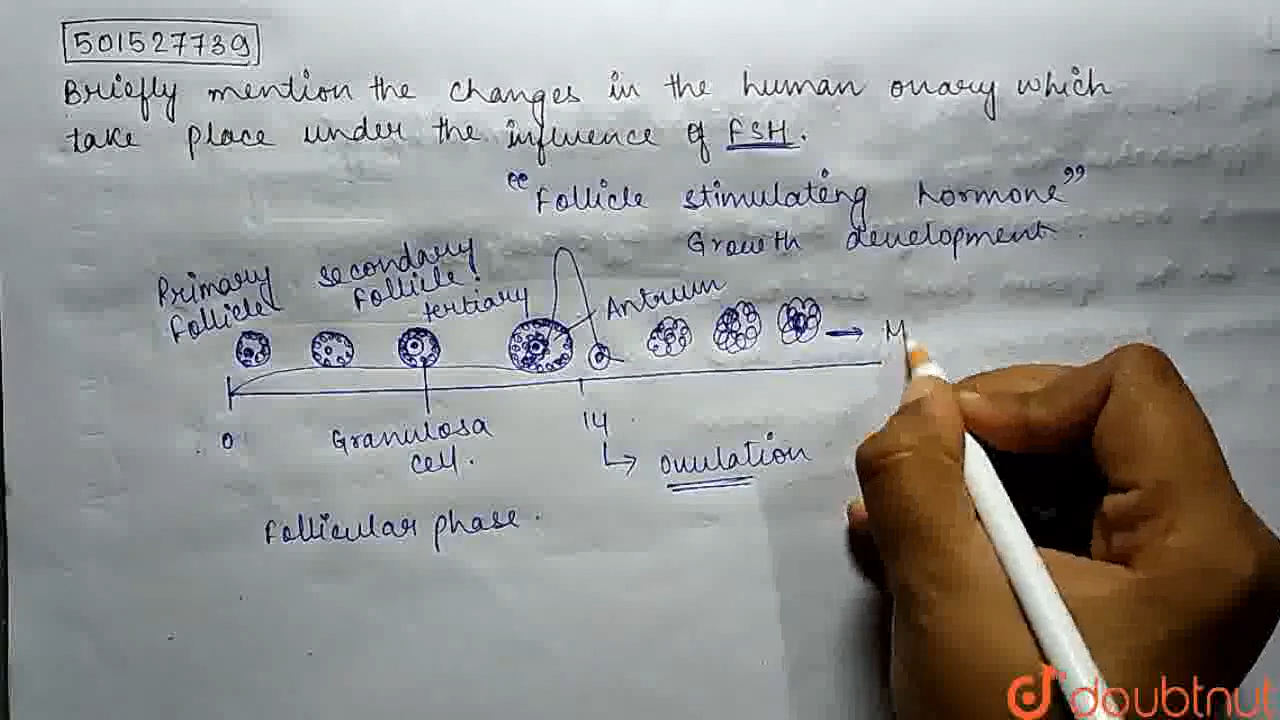 501527739
Briefly mention the changes in the human ovary which
take place under the influence of FSH.
"Follicle stimulating hormone"
Growth development.
Primary
follicle
secondary
follicle.
tertiary
Antrum
M
0
Granulosa
cell.
14
ovulation
follicular phase.
doubtnut